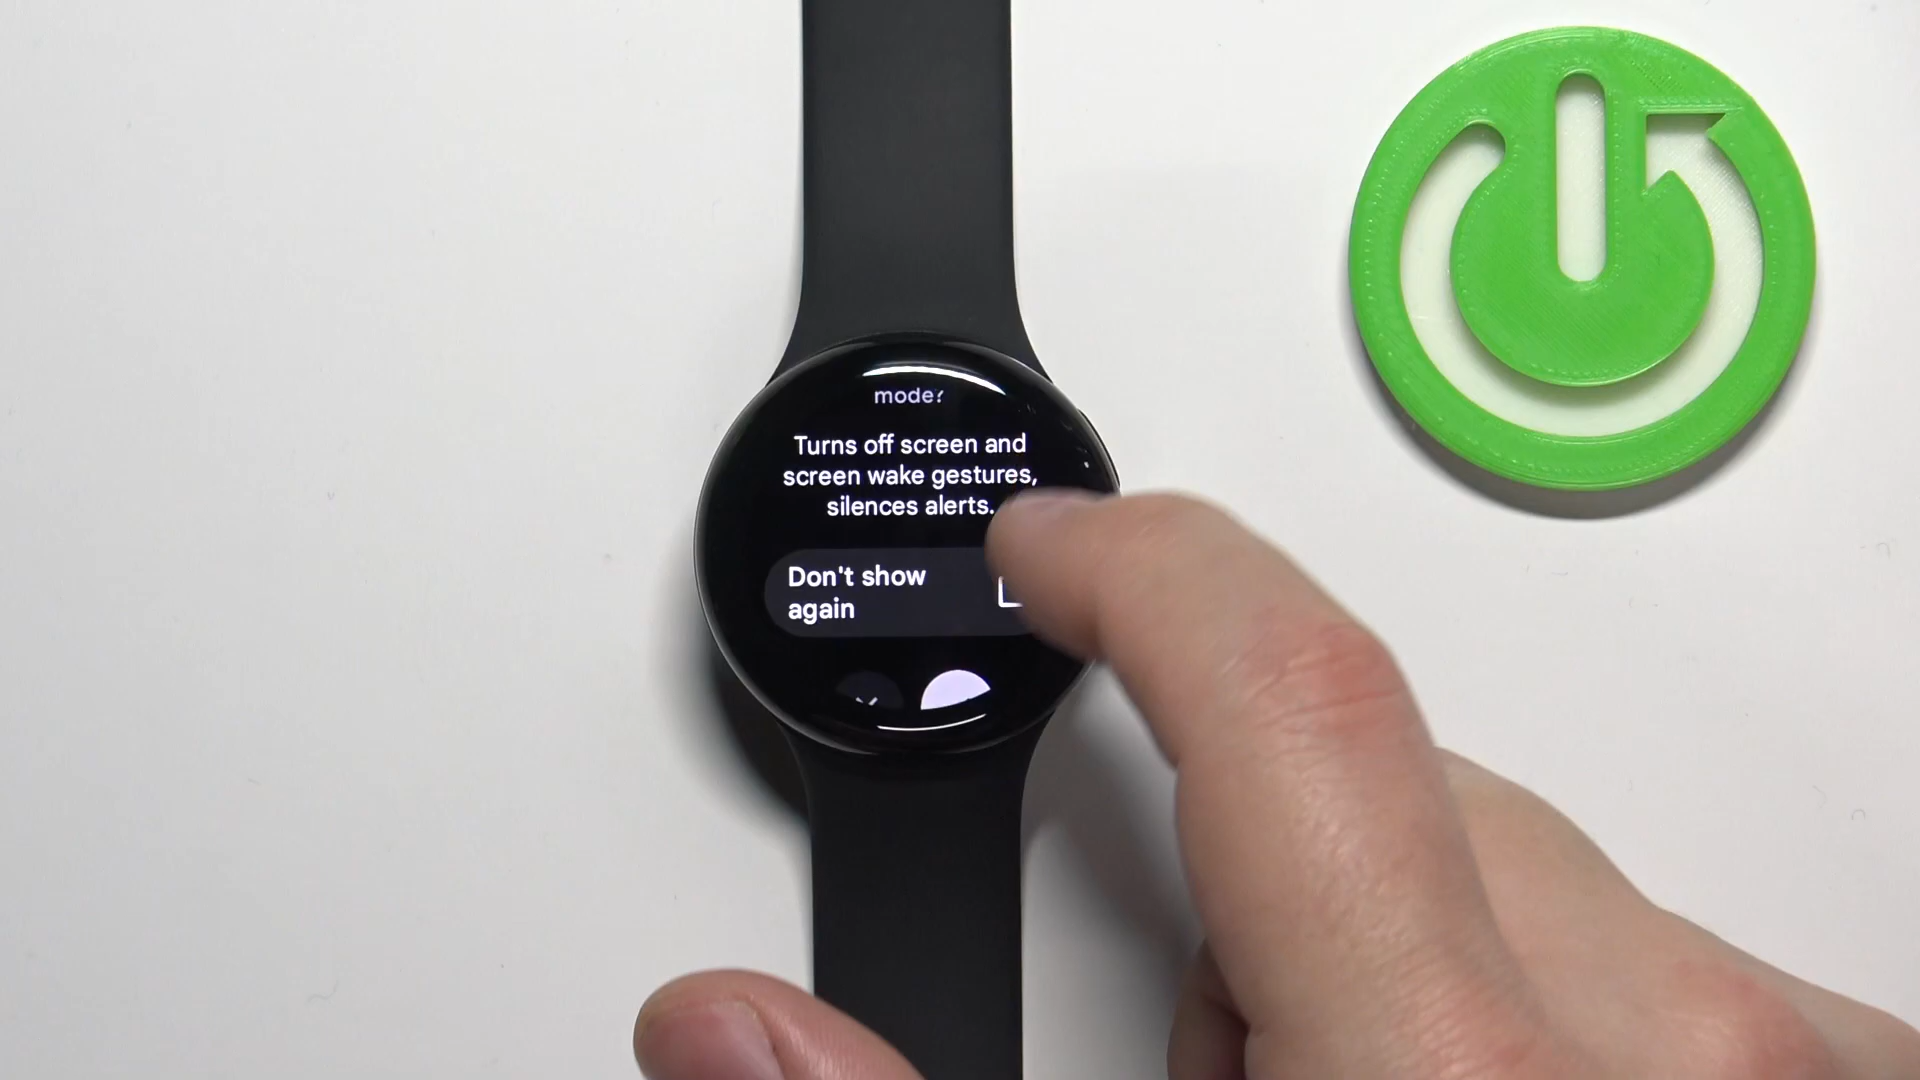 mode?
Turns off screen and
screen wake gestures,
silences alerts.
Don't show
again